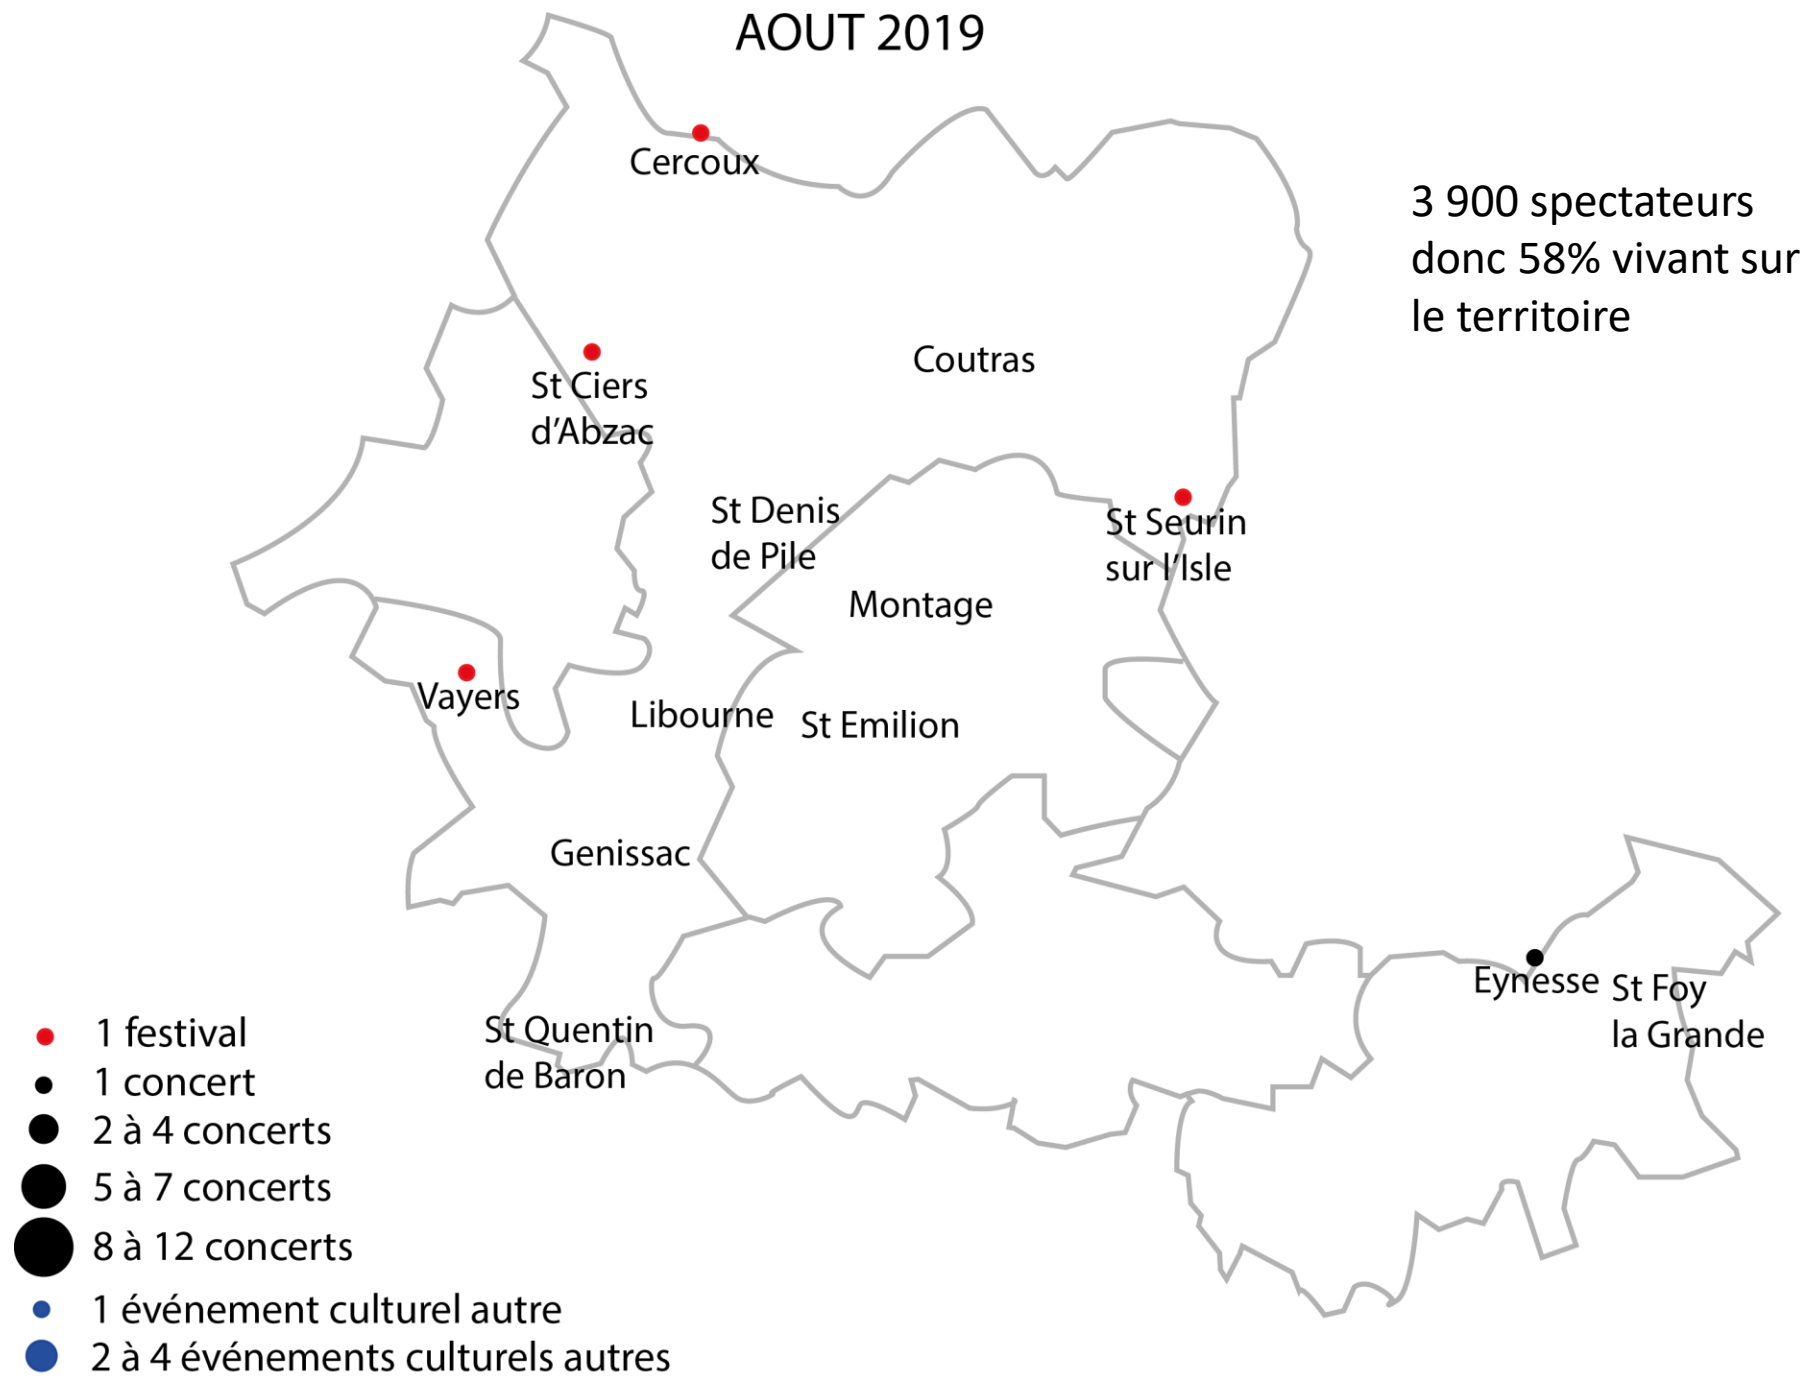 AOUT 2019
Cercoux
3 900 spectateurs
donc 58% vivant sur
le territoire
St Ciers
d'Abzac
Coutras
St Denis
de Pile
St Seurin
sur l'Isle
Montage
Vayers
Libourne
St Emilion
Genissac
Eynesse
St Foy
la Grande
St Quentin
de Baron
1 festival
1 concert
2 à 4 concerts
5 à 7 concerts
8 à 12 concerts
1 événement culturel autre
2 à 4 événements culturels autres